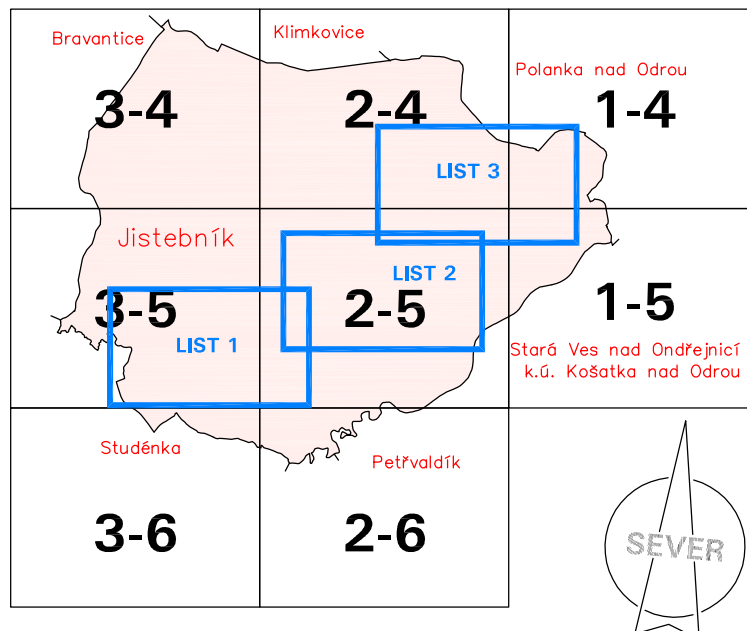 Bravantice
Klimkovice
Polanka nad Odrou
3-4
2-4
1-4
LIST 3
Jistebník
LIST 2
3-5
2-5
1-5
LIST 1
Stará Ves nad Ondřejnicí
k.ú. Košatka nad Odrou
Studénka
Petřvaldík
3-6
2-6
SEVER